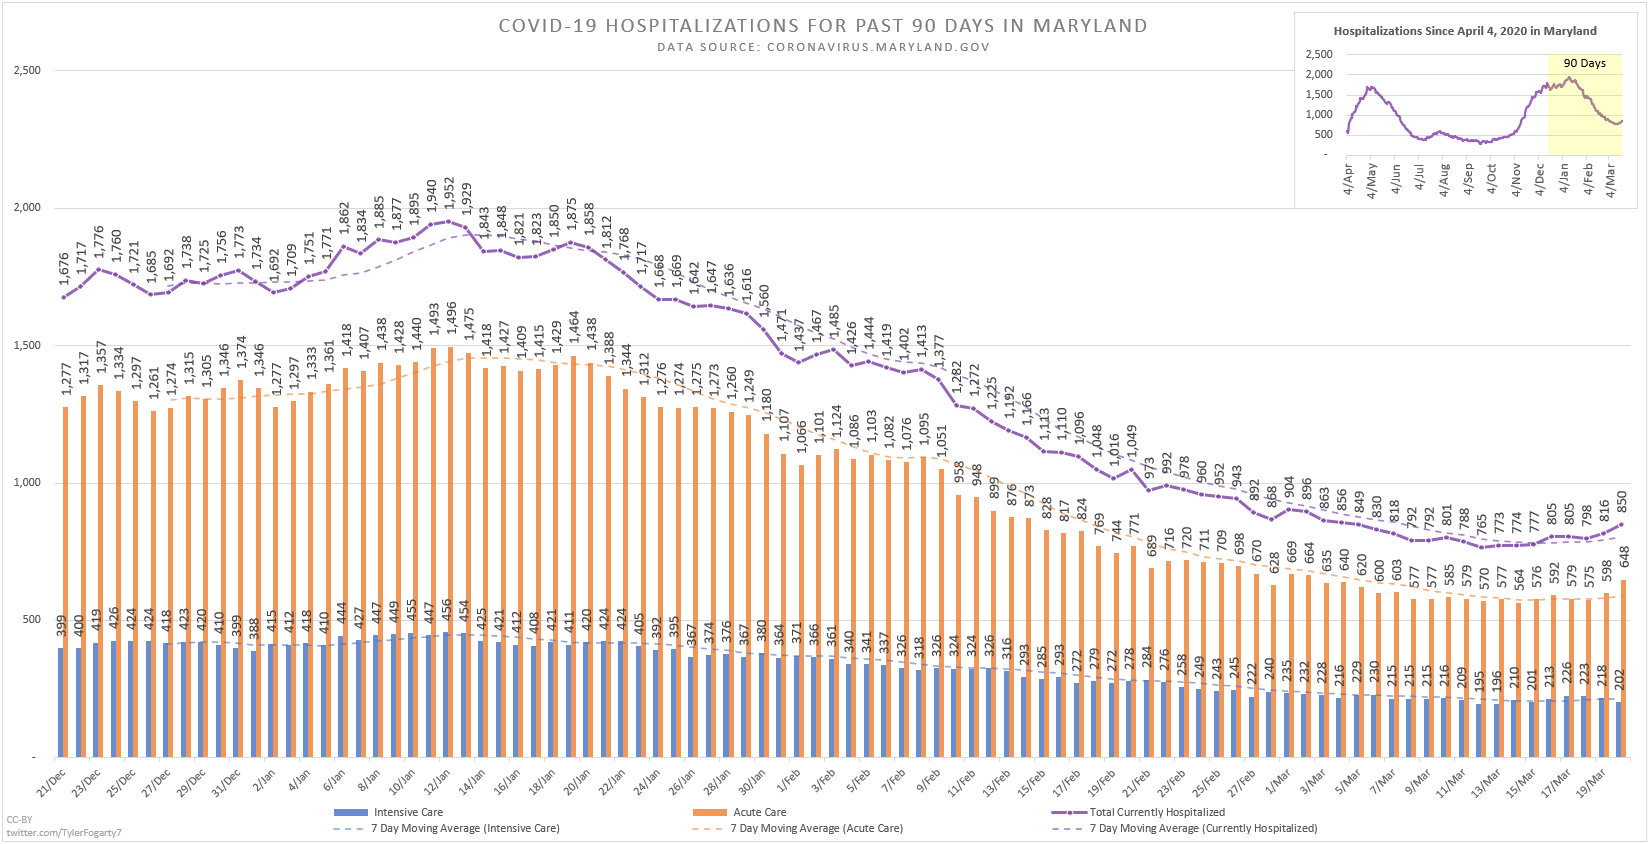 COVID-19 HOSPITALIZATIONS FOR PAST 90 DAYS IN MARYLAND
DATA SOURCE: CORONAVIRUS.MARYLAND.GOV
Hospitalizations Since April 4, 2020 in Maryland
90 Days
2,500
2,000
1,500
1,000
500
-
4/Apr 4/May 4/Jun 4/Jul 4/Aug 4/Sep 4/Oct 4/Nov 4/Dec 4/Jan 4/Feb 4/Mar
2,500
2,000
1,500
1,000
500
-
1,676 1,717 1,776 1,760 1,721 1,685 1,692 1,738 1,725 1,756 1,773 1,734 1,692 1,709 1,751 1,771 1,862 1,834 1,885 1,877 1,895 1,940 1,952 1,929 1,843 1,848 1,821 1,823 1,850 1,875 1,858 1,812 1,768 1,717 1,668 1,669 1,642 1,647 1,636 1,616 1,560 1,471 1,437 1,467 1,485 1,426 1,444 1,419 1,402 1,413 1,377 1,282 1,272 1,225 1,192 1,166 1,113 1,110 1,096 1,048 1,016 1,049 973 992 978 960 952 943 892 868 904 896 863 856 849 830 818 792 792 801 788 765 773 774 777 805 805 798 816 850
1,277 1,317 1,357 1,334 1,297 1,261 1,274 1,315 1,305 1,346 1,374 1,346 1,277 1,297 1,333 1,361 1,418 1,407 1,438 1,428 1,440 1,493 1,496 1,475 1,418 1,427 1,409 1,415 1,429 1,464 1,438 1,388 1,344 1,312 1,276 1,274 1,275 1,273 1,260 1,249 1,180 1,107 1,066 1,101 1,124 1,086 1,103 1,082 1,076 1,095 1,051 958 948 899 876 873 828 817 824 769 744 771 689 716 720 711 709 698 670 628 669 664 635 640 620 600 603 577 577 585 579 570 577 564 576 592 579 575 598 648
399 400 419 426 424 424 418 423 420 410 399 388 415 412 418 410 444 427 447 449 455 447 456 454 425 421 412 408 421 411 420 424 424 405 392 395 367 374 376 367 380 364 371 366 361 340 341 337 326 318 326 324 324 326 316 293 285 293 272 279 272 278 284 276 258 249 243 245 222 240 235 232 228 216 229 230 215 215 215 216 209 195 196 210 201 213 226 223 218 202
21/Dec 23/Dec 25/Dec 27/Dec 29/Dec 31/Dec 2/Jan 4/Jan 6/Jan 8/Jan 10/Jan 12/Jan 14/Jan 16/Jan 18/Jan 20/Jan 22/Jan 24/Jan 26/Jan 28/Jan 30/Jan 1/Feb 3/Feb 5/Feb 7/Feb 9/Feb 11/Feb 13/Feb 15/Feb 17/Feb 19/Feb 21/Feb 23/Feb 25/Feb 27/Feb 1/Mar 3/Mar 5/Mar 7/Mar 9/Mar 11/Mar 13/Mar 15/Mar 17/Mar 19/Mar
Intensive Care Acute Care Total Currently Hospitalized
7 Day Moving Average (Intensive Care) 7 Day Moving Average (Acute Care) 7 Day Moving Average (Currently Hospitalized)
CC-BY
twitter.com/TylerFogarty7